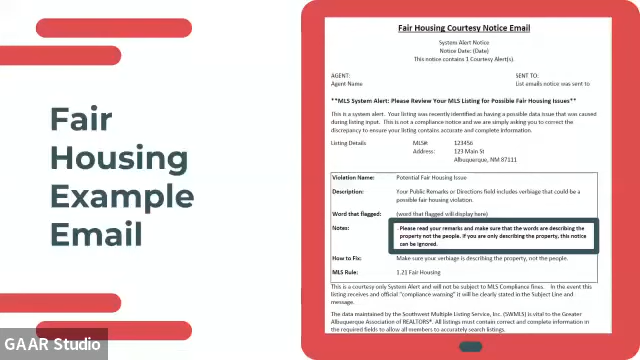 Fair
Housing
Example
Email
Fair Housing Courtesy Notice Email
System Alert Notice
Notice Date: (Date)
This notice contains 1 Courtesy Alert(s)
AGENT: SENT TO:
Agent Name List emails notice was sent to
**MLS System Alert: Please Review Your MLS Listing for Possible Fair Housing Issues**
This is a system alert. Your listing was recently identified as having a possible data issue that was caused
during listing input. This is not a compliance notice and we are simply asking you to correct the
discrepancy to ensure your listing contains accurate and complete information.
Listing Details MLS# 123456
Address: 123 Main St
Albuquerque, NM 87111
Violation Name: Potential Fair Housing Issue
Description: Your Public Remarks or Directions field includes verbiage that could be a
possible fair housing violation.
Word that flagged: (word that flagged will display here)
Notes: -Please read your remarks and make sure that the words are describing the
property not the people. If you are only describing the property, this notice
can be ignored.
How to Fix: Make sure your verbiage is describing the property, not the people.
MLS Rule: 1.21 Fair Housing
This is a courtesy only System Alert and will not be subject to MLS Compliance fines. In the event this
listing receives and official "compliance warning" it will be clearly stated in the Subject Line and
message.
The data maintained by the Southwest Multiple Listing Service, Inc. (SWMLS) is vital to the Greater
Albuquerque Association of REALTORS®. All listings must contain correct and complete information in
the required fields to allow all members to accurately search listings.
GAAR Studio